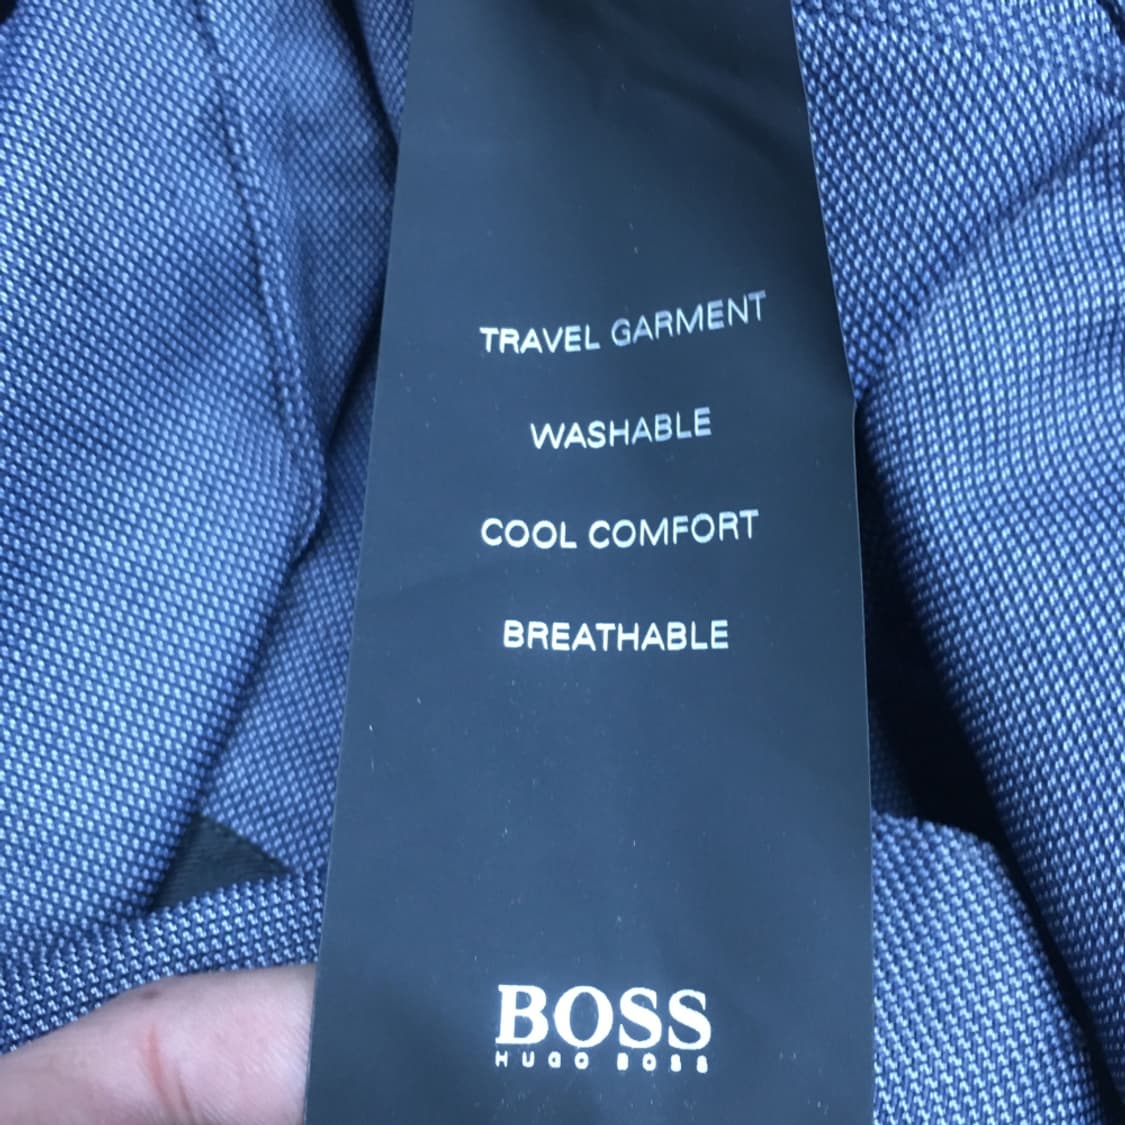 TRAVEL GARMENT
WASHABLE
COOL COMFORT
BREATHABLE
BOSS
HUGO BOSS